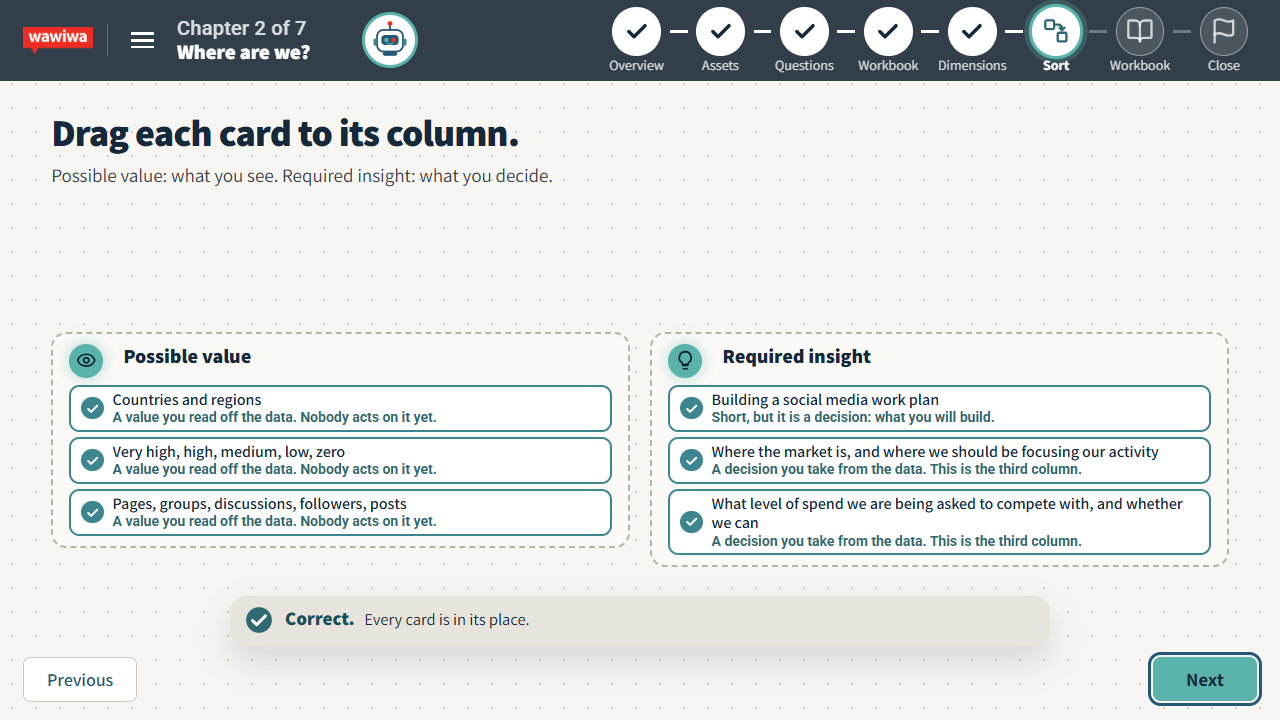 wawiwa
Chapter 2 of 7
Where are we?
Overview
Assets
Questions
Workbook
Dimensions
Sort
Workbook
Close
Drag each card to its column.
Possible value: what you see. Required insight: what you decide.
Possible value
Countries and regions
A value you read off the data. Nobody acts on it yet.
Very high, high, medium, low, zero
A value you read off the data. Nobody acts on it yet.
Pages, groups, discussions, followers, posts
A value you read off the data. Nobody acts on it yet.
Required insight
Building a social media work plan
Short, but it is a decision: what you will build.
Where the market is, and where we should be focusing our activity
A decision you take from the data. This is the third column.
What level of spend we are being asked to compete with, and whether
we can
A decision you take from the data. This is the third column.
Correct. Every card is in its place.
Previous
Next